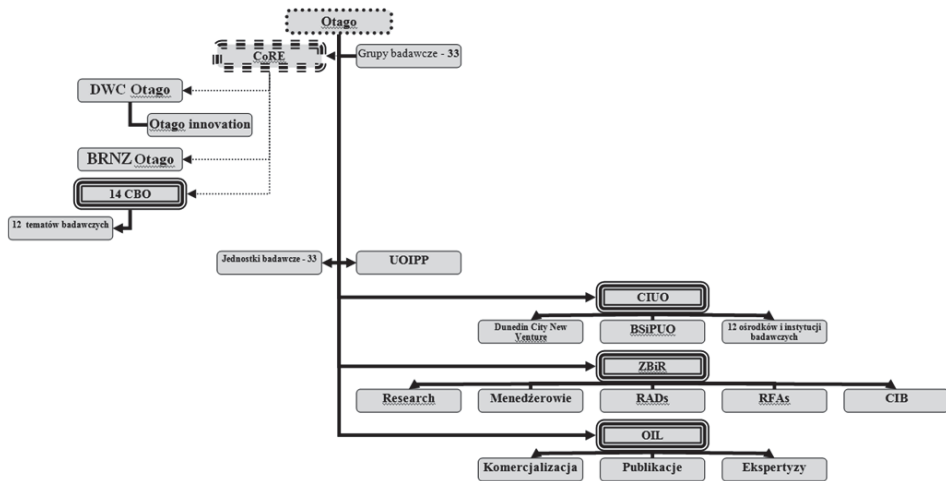 Otago
CoRE
Grupy badawcze - 33
DWC Otago
Otago innovation
BRNZ Otago
14 CBO
12 tematów badawczych
Jednostki badawcze - 33
UOIPP
CIUO
Dunedin City New
Venture
BSiPUO
12 ośrodków i instytucji
badawczych
ZBiR
Research
Menedżerowie
RADs
RFAs
CIB
OIL
Komercjalizacja
Publikacje
Ekspertyzy